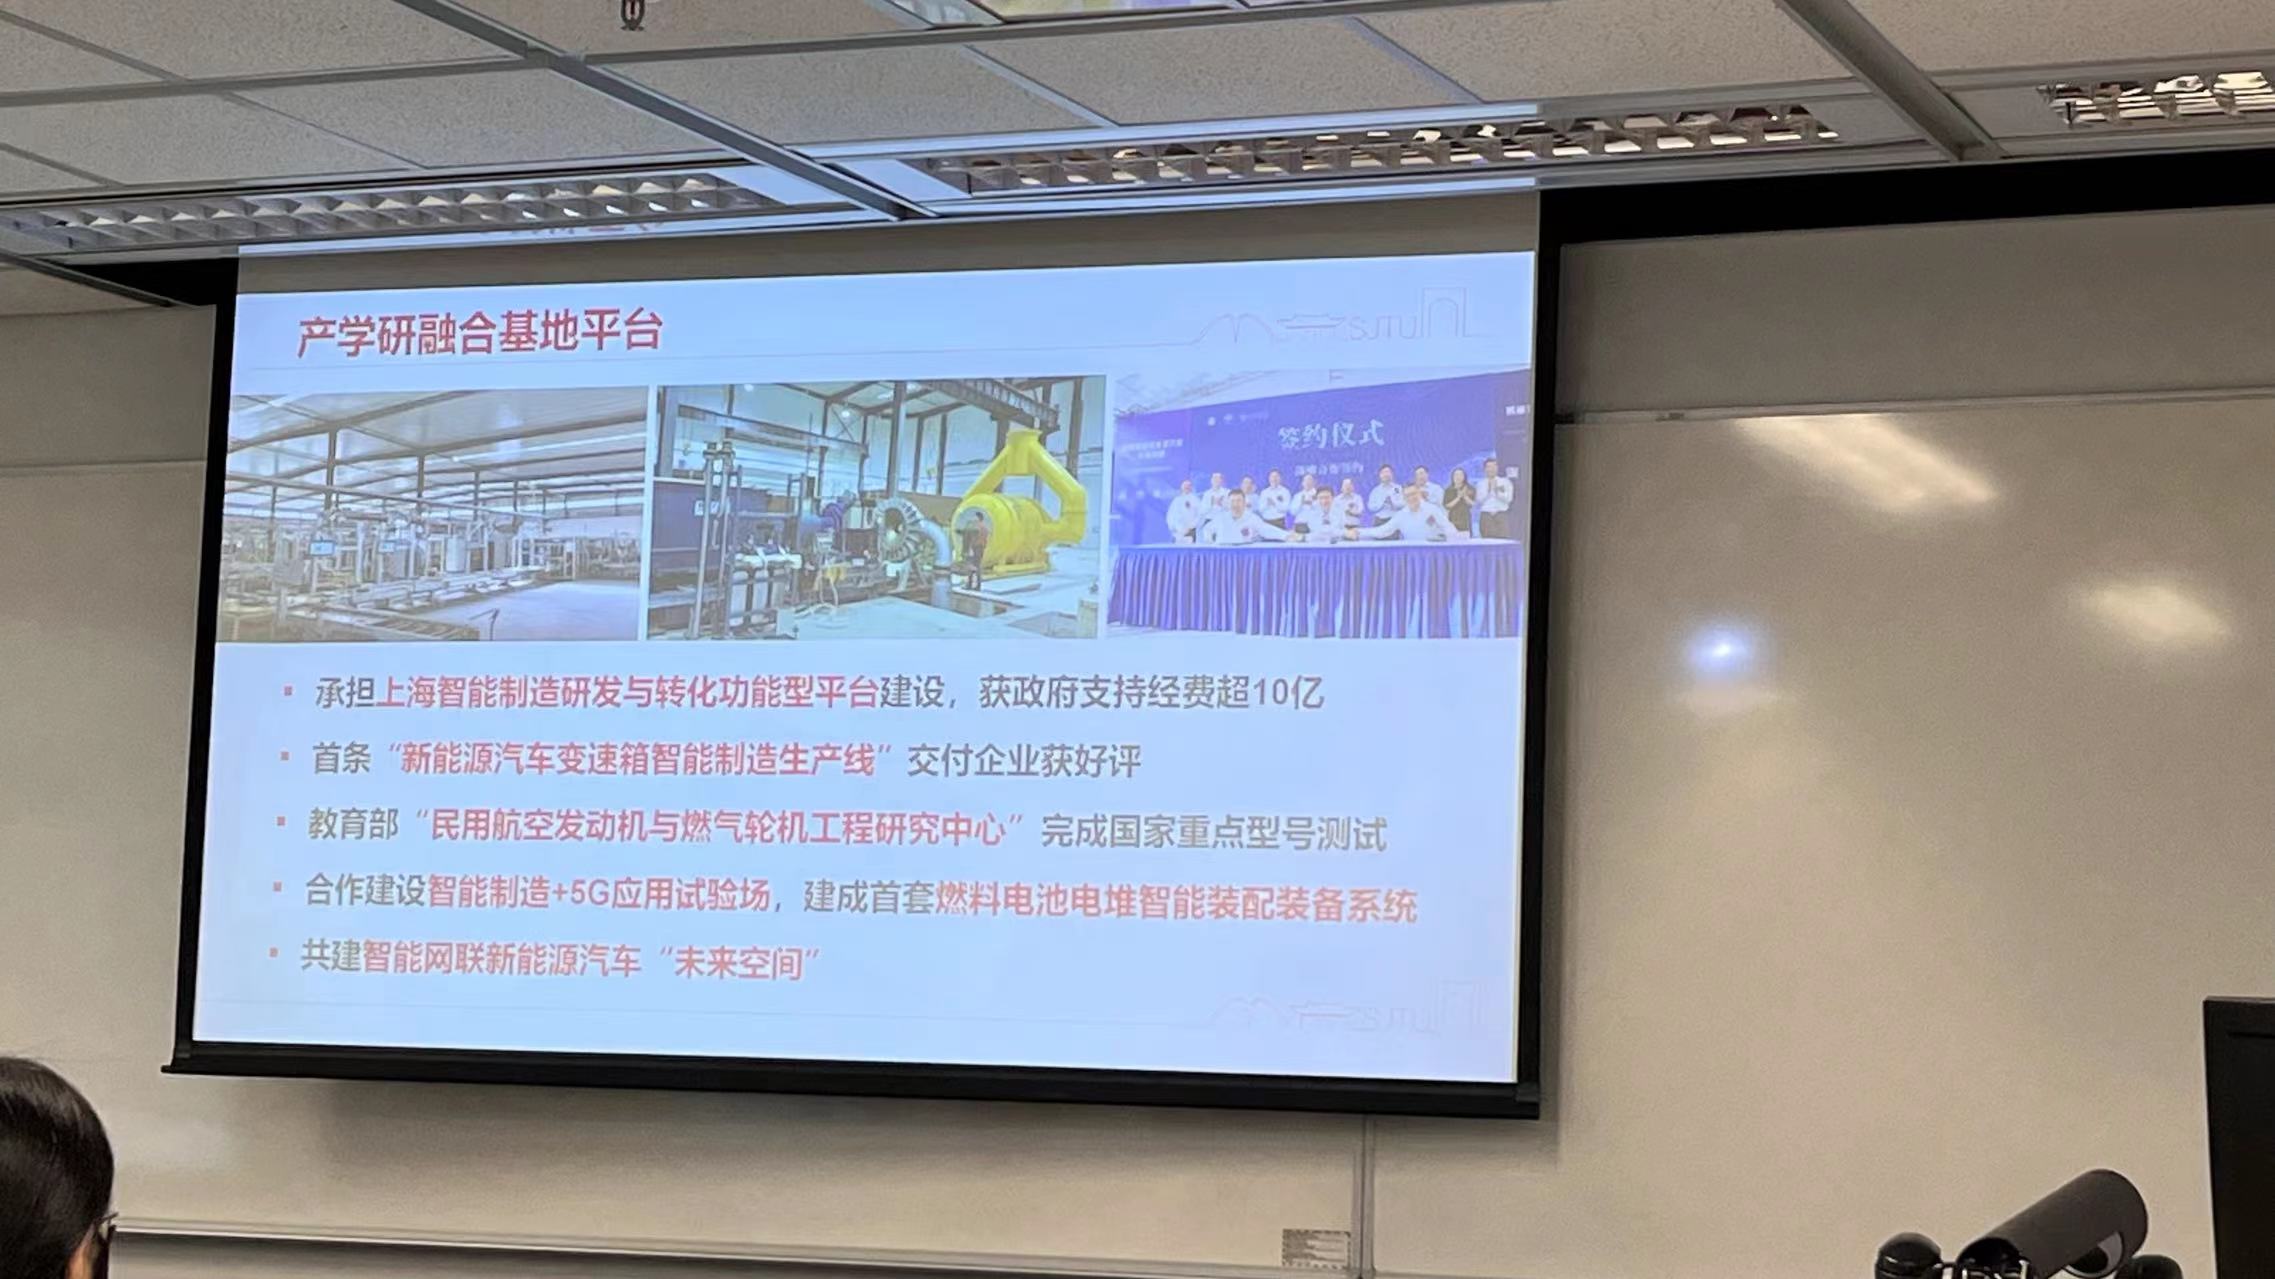 产学研融合基地平台
SJTU
签约仪式
承担上海智能制造研发与转化功能型平台建设，获政府支持经费超10亿
首条“新能源汽车变速箱智能制造生产线”交付企业获好评
教育部“民用航空发动机与燃气轮机工程研究中心”完成国家重点型号测试
合作建设智能制造+5G应用试验场，建成首套燃料电池电堆智能装配装备系统
共建智能网联新能源汽车“未来空间”
SJTU